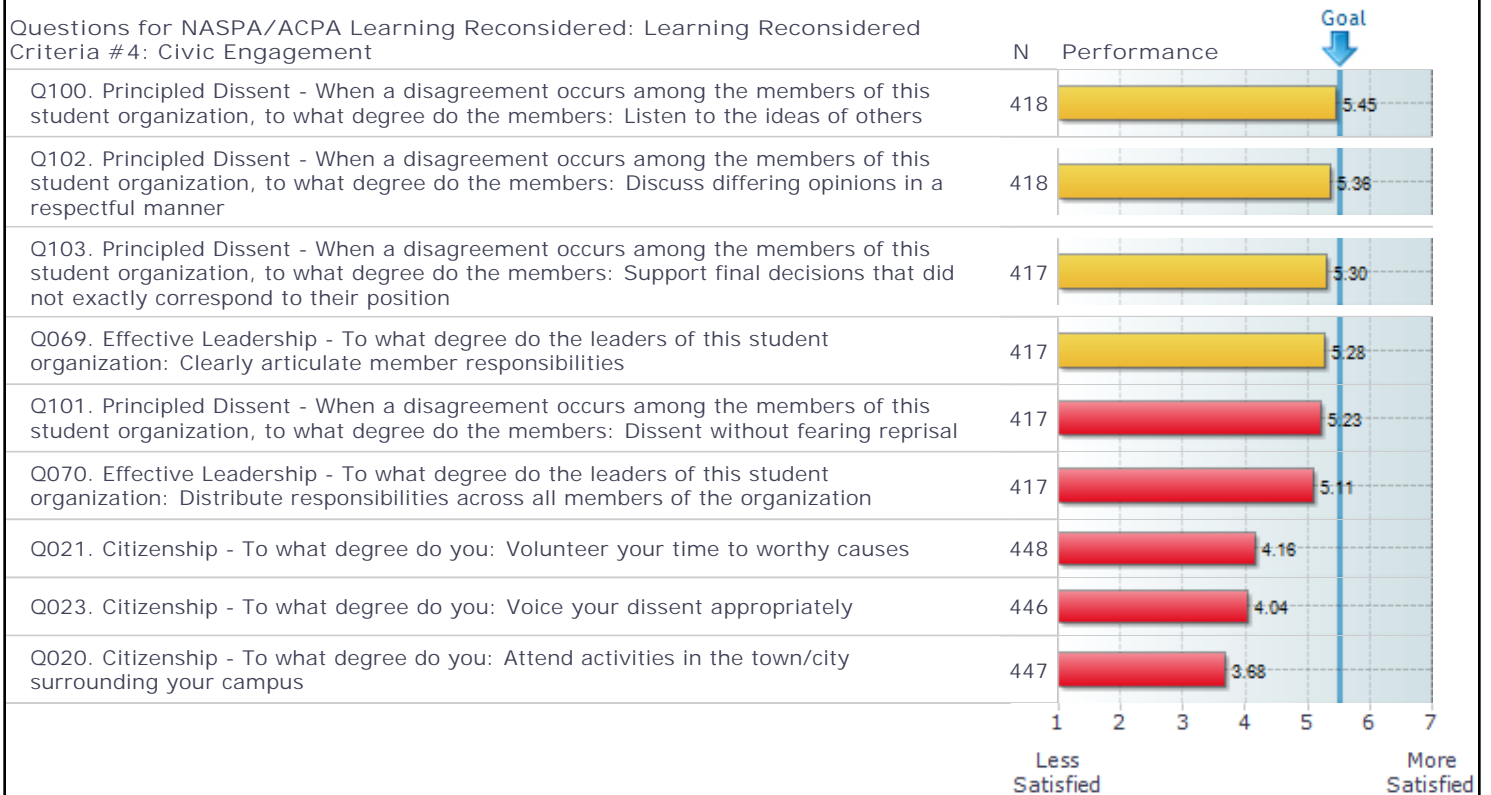 Goal
Questions for NASPA/ACPA Learning Reconsidered: Learning Reconsidered
Criteria #4: Civic Engagement
N Performance
Q100. Principled Dissent - When a disagreement occurs among the members of this
student organization, to what degree do the members: Listen to the ideas of others
418
5.45
Q102. Principled Dissent - When a disagreement occurs among the members of this
student organization, to what degree do the members: Discuss differing opinions in a
respectful manner
418
5.36
Q103. Principled Dissent - When a disagreement occurs among the members of this
student organization, to what degree do the members: Support final decisions that did
not exactly correspond to their position
417
5.30
Q069. Effective Leadership - To what degree do the leaders of this student
organization: Clearly articulate member responsibilities
417
5.28
Q101. Principled Dissent - When a disagreement occurs among the members of this
student organization, to what degree do the members: Dissent without fearing reprisal
417
5.23
Q070. Effective Leadership - To what degree do the leaders of this student
organization: Distribute responsibilities across all members of the organization
417
5.11
Q021. Citizenship - To what degree do you: Volunteer your time to worthy causes
448
4.16
Q023. Citizenship - To what degree do you: Voice your dissent appropriately
446
4.04
Q020. Citizenship - To what degree do you: Attend activities in the town/city
surrounding your campus
447
3.68
1 2 3 4 5 6 7
Less
Satisfied
More
Satisfied